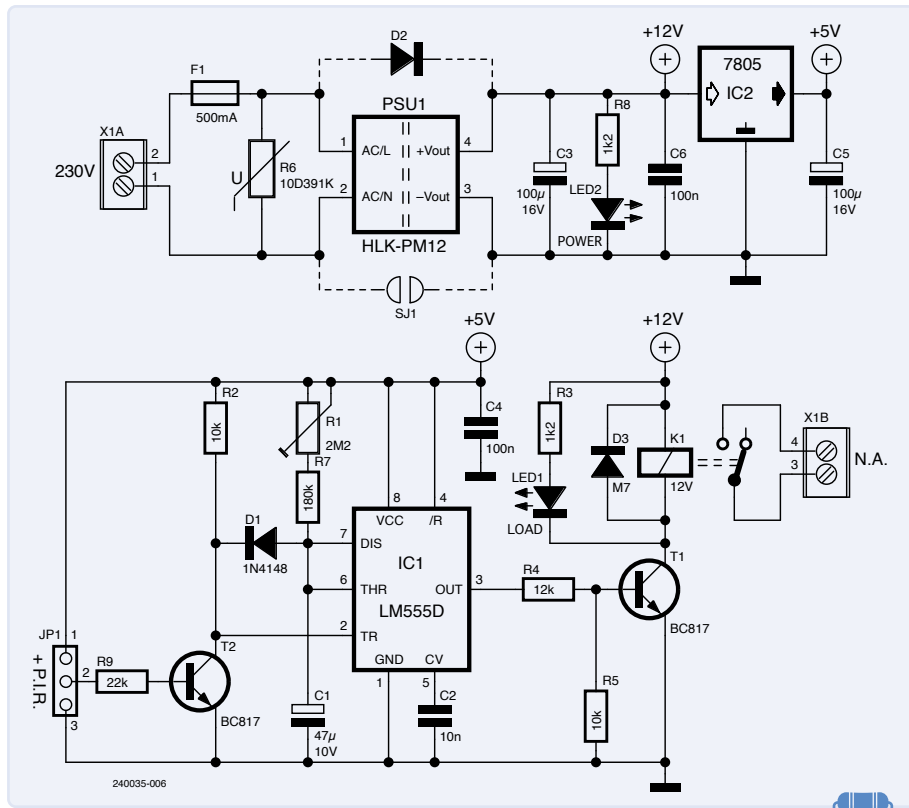 D2
+12V
+5V
F1
500mA
PSU1
7805
IC2
X1A
2
1
230V
U
R6
10D391K
1
AC/L
+Vout
4
2
AC/N
–Vout
3
HLK-PM12
C3
100µ
16V
R8
1k2
LED2
POWER
C6
100n
C5
100µ
16V
SJ1
+5V
+12V
R2
10k
R1
2M2
R7
180k
C4
100n
R3
1k2
LED1
LOAD
D3
M7
K1
12V
X1B
4
3
N.A.
D1
1N4148
8
VCC
4
/R
7
DIS
IC1
6
THR
OUT
3
LM555D
2
TR
GND
CV
1
5
R4
12k
T1
BC817
JP1
1
2
3
+ P.I.R.
R9
22k
T2
BC817
C1
47µ
10V
C2
10n
R5
10k
240035-006